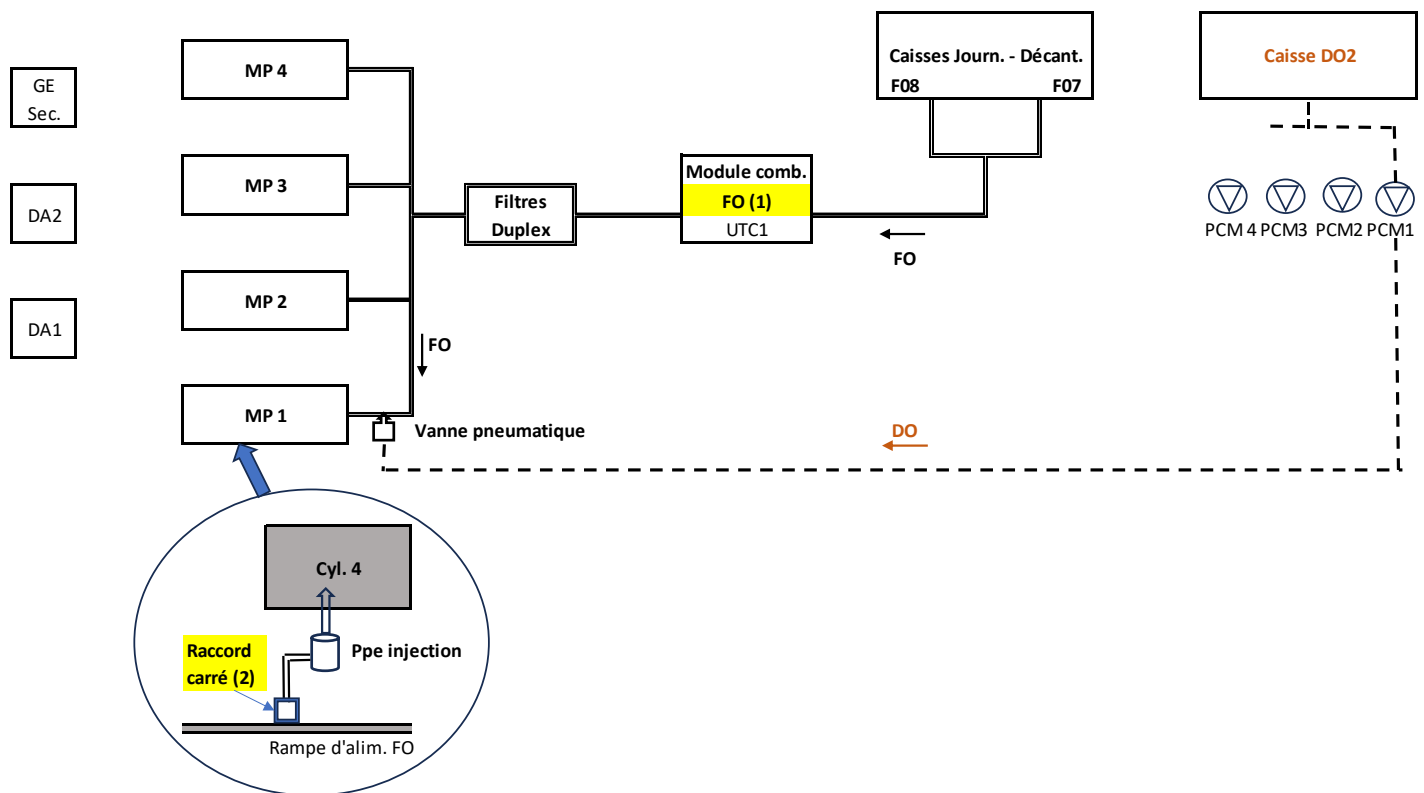 MP 4
MP 3
MP 2
MP 1
GE
Sec.
DA2
DA1
Filtres
Duplex
Module comb.
FO (1)
UTC1
Caisses Journ. - Décant.
F08 F07
FO
Caisse DO2
PCM 4 PCM3 PCM2 PCM1
FO
Vanne pneumatique
DO
Cyl. 4
Ppe injection
Raccord
carré (2)
Rampe d'alim. FO